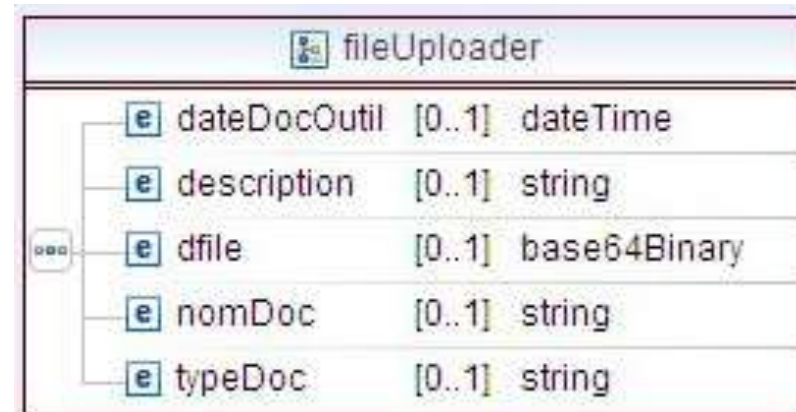 fileUploader
e dateDocOutil [0..1] dateTime
e description [0..1] string
e dfile [0..1] base64Binary
e nomDoc [0..1] string
e typeDoc [0..1] string